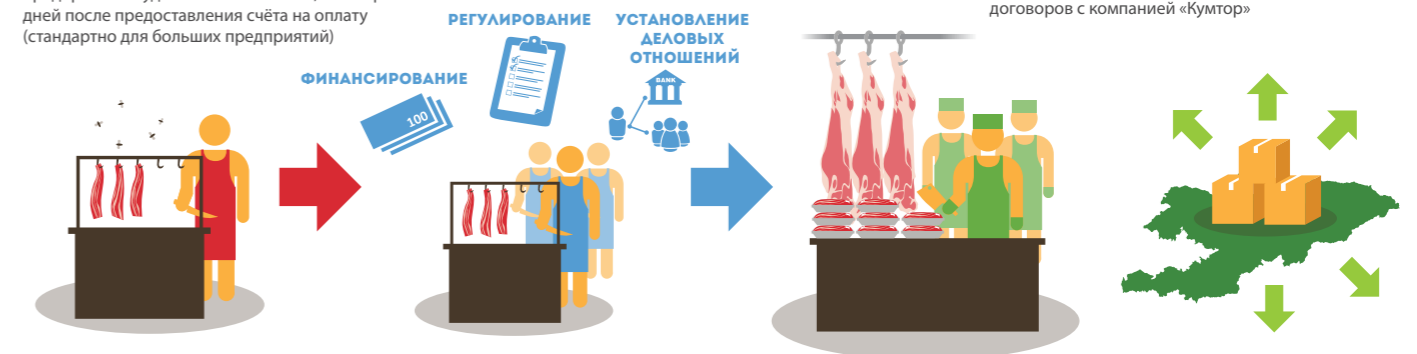 дней после предоставления счёта на оплату
(стандартно для больших предприятий)
ФИНАНСИРОВАНИЕ
РЕГУЛИРОВАНИЕ
УСТАНОВЛЕНИЕ
ДЕЛОВЫХ
ОТНОШЕНИЙ
100
BANK
договоров с компанией «Кумтор»